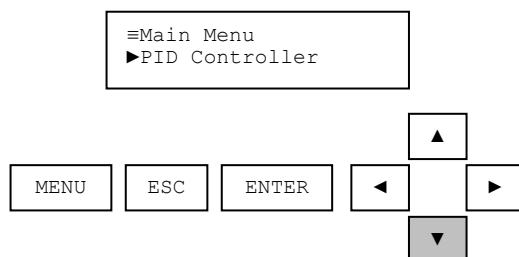 ≡Main Menu
►PID Controller
▲
MENU ESC ENTER ◄ ►
▼